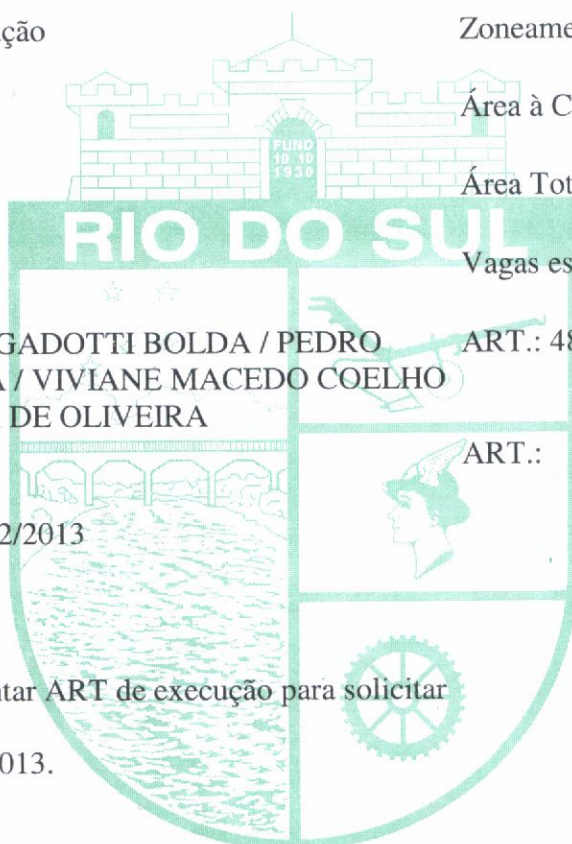 ção
Zoneame
Área à C
FUND
10 10
1930
Área Tot
RIO DO SUL
Vagas es
GADOTTI BOLDA / PEDRO
ART.: 48
A / VIVIANE MACEDO COELHO
DE OLIVEIRA
ART.:
2/2013
ntar ART de execução para solicitar
013.